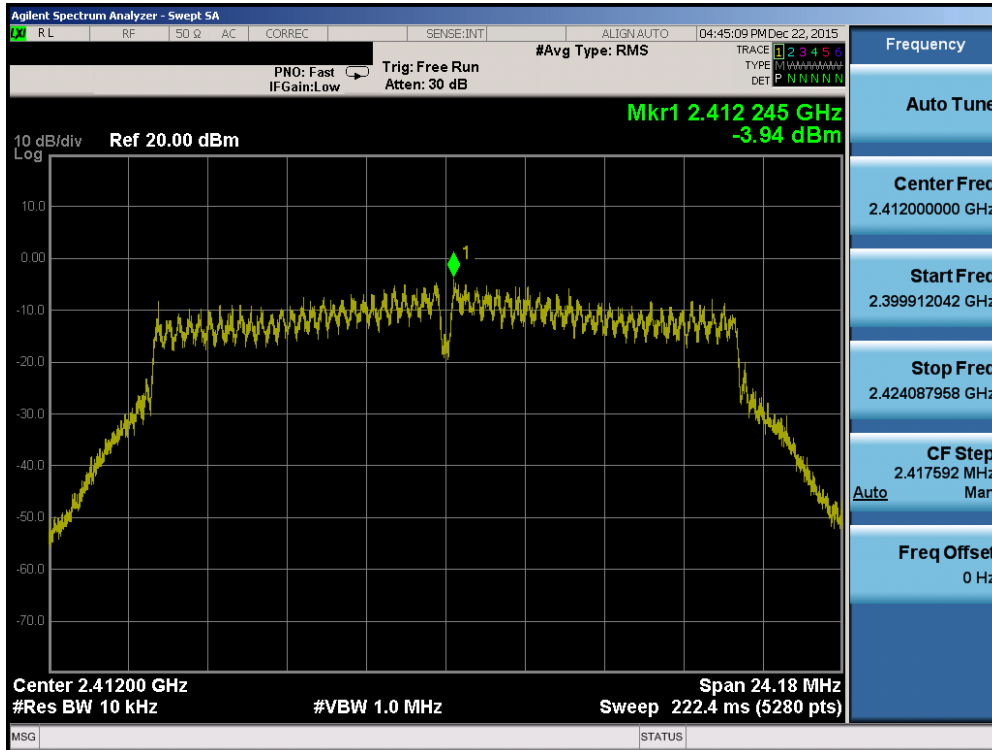 Agilent Spectrum Analyzer - Swept SA
LXI RL RF 50 Ω AC CORREC SENSE:INT ALIGN AUTO 04:45:09 PM Dec 22, 2015
#Avg Type: RMS
TRACE 1 2 3 4 5 6
TYPE M
DET P N N N N N
PNO: Fast
IFGain:Low
Trig: Free Run
Atten: 30 dB
Mkr1 2.412 245 GHz
-3.94 dBm
10 dB/div Ref 20.00 dBm
Log
10.0
0.00
-10.0
-20.0
-30.0
-40.0
-50.0
-60.0
-70.0
1
Center 2.41200 GHz Span 24.18 MHz
#Res BW 10 kHz #VBW 1.0 MHz Sweep 222.4 ms (5280 pts)
MSG STATUS
Frequency
Auto Tune
Center Freq
2.412000000 GHz
Start Freq
2.399912042 GHz
Stop Freq
2.424087958 GHz
CF Step
2.417592 MHz
Auto Man
Freq Offset
0 Hz